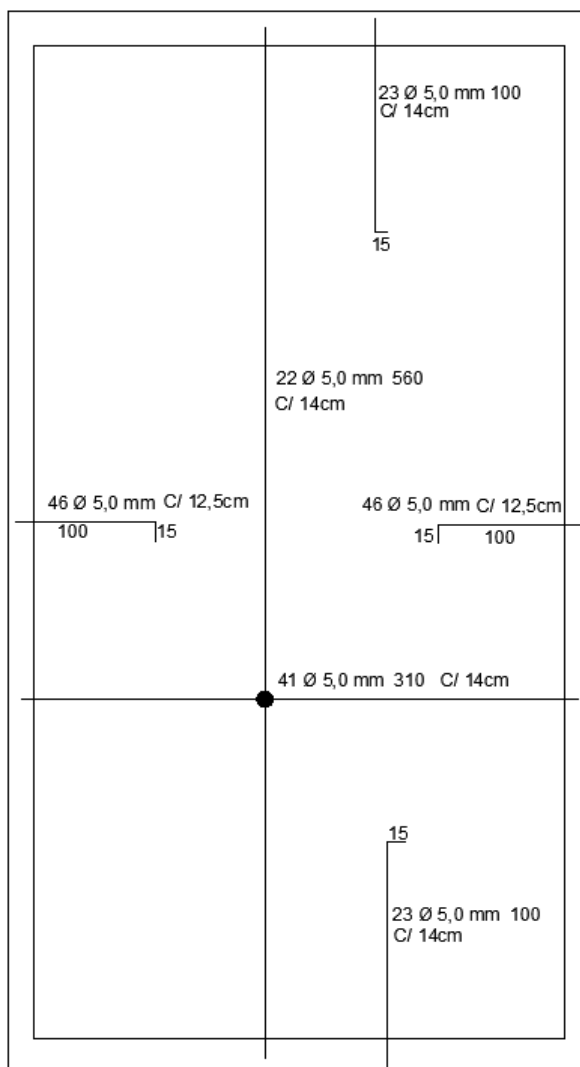 23 Ø 5,0 mm 100
C/ 14cm
15
22 Ø 5,0 mm 560
C/ 14cm
46 Ø 5,0 mm C/ 12,5cm
100 15
46 Ø 5,0 mm C/ 12,5cm
15 100
41 Ø 5,0 mm 310 C/ 14cm
15
23 Ø 5,0 mm 100
C/ 14cm